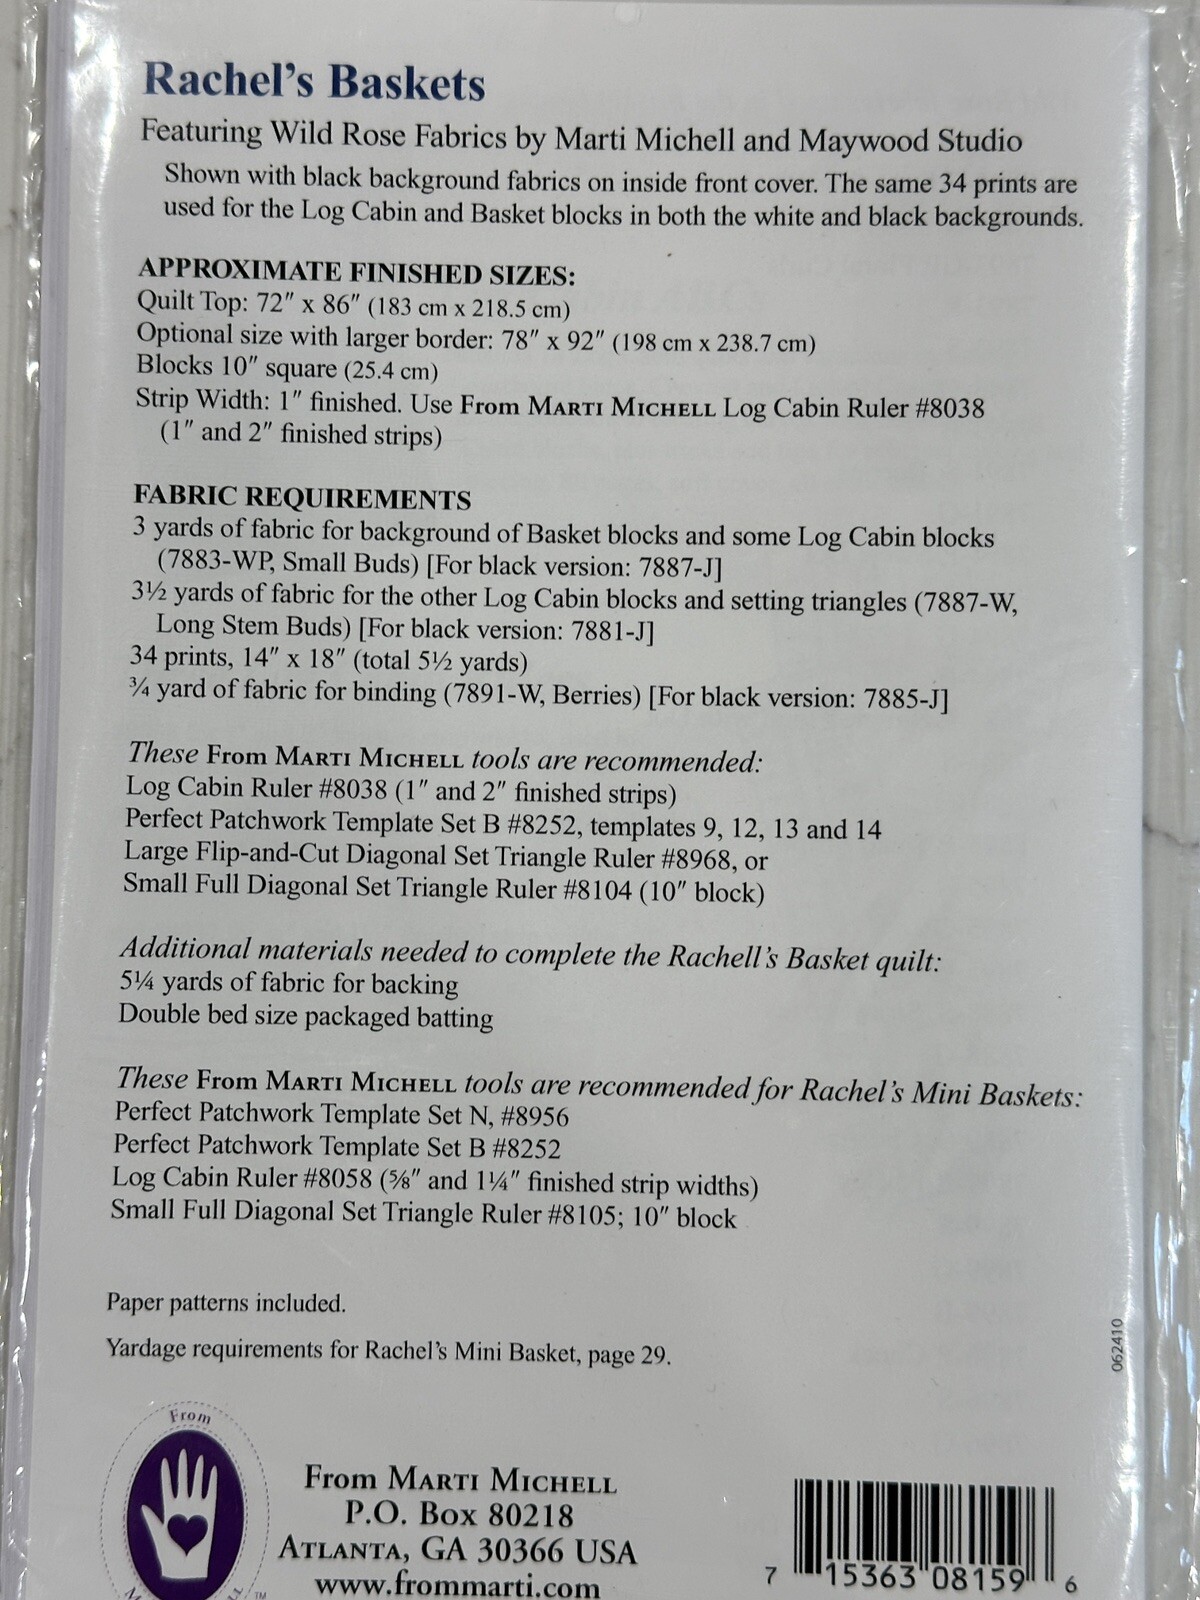 Rachel's Baskets
Featuring Wild Rose Fabrics by Marti Michell and Maywood Studio
Shown with black background fabrics on inside front cover. The same 34 prints are
used for the Log Cabin and Basket blocks in both the white and black backgrounds.
APPROXIMATE FINISHED SIZES:
Quilt Top: 72″ x 86″ (183 cm x 218.5 cm)
Optional size with larger border: 78″ x 92″ (198 cm x 238.7 cm)
Blocks 10″ square (25.4 cm)
Strip Width: 1″ finished. Use From MARTI MICHELL Log Cabin Ruler #8038
(1″ and 2″ finished strips)
FABRIC REQUIREMENTS
3 yards of fabric for background of Basket blocks and some Log Cabin blocks
(7883-WP, Small Buds) [For black version: 7887-J]
3½ yards of fabric for the other Log Cabin blocks and setting triangles (7887-W,
Long Stem Buds) [For black version: 7881-J]
34 prints, 14″ x 18″ (total 5½ yards)
¾ yard of fabric for binding (7891-W, Berries) [For black version: 7885-J]
These From MARTI MICHELL tools are recommended:
Log Cabin Ruler #8038 (1″ and 2″ finished strips)
Perfect Patchwork Template Set B #8252, templates 9, 12, 13 and 14
Large Flip-and-Cut Diagonal Set Triangle Ruler #8968, or
Small Full Diagonal Set Triangle Ruler #8104 (10″ block)
Additional materials needed to complete the Rachell's Basket quilt:
5¼ yards of fabric for backing
Double bed size packaged batting
These From MARTI MICHELL tools are recommended for Rachel's Mini Baskets:
Perfect Patchwork Template Set N, #8956
Perfect Patchwork Template Set B #8252
Log Cabin Ruler #8058 (⅝″ and 1¼″ finished strip widths)
Small Full Diagonal Set Triangle Ruler #8105; 10″ block
Paper patterns included.
Yardage requirements for Rachel's Mini Basket, page 29.
062410
From
TM
From MARTI MICHELL
P.O. Box 80218
ATLANTA, GA 30366 USA
www.frommarti.com
7 15363 08159 6